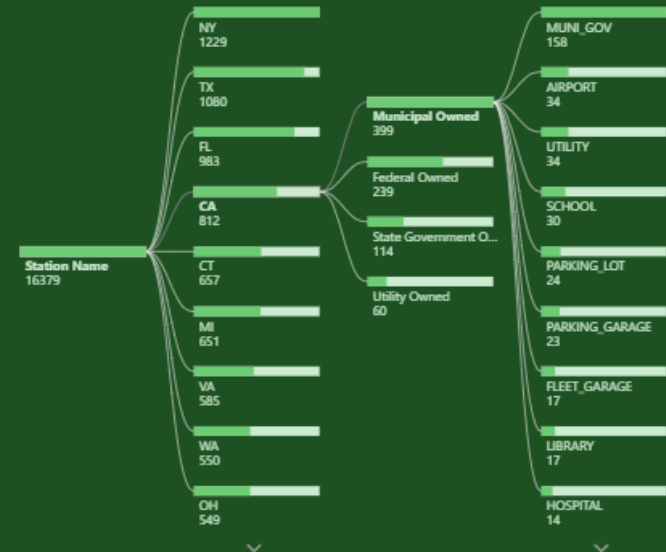 Station Name
16379
NY
1229
TX
1080
FL
983
CA
812
CT
657
MI
651
VA
585
WA
550
OH
549
Municipal Owned
399
Federal Owned
239
State Government O...
114
Utility Owned
60
MUNI_GOV
158
AIRPORT
34
UTILITY
34
SCHOOL
30
PARKING_LOT
24
PARKING_GARAGE
23
FLEET_GARAGE
17
LIBRARY
17
HOSPITAL
14